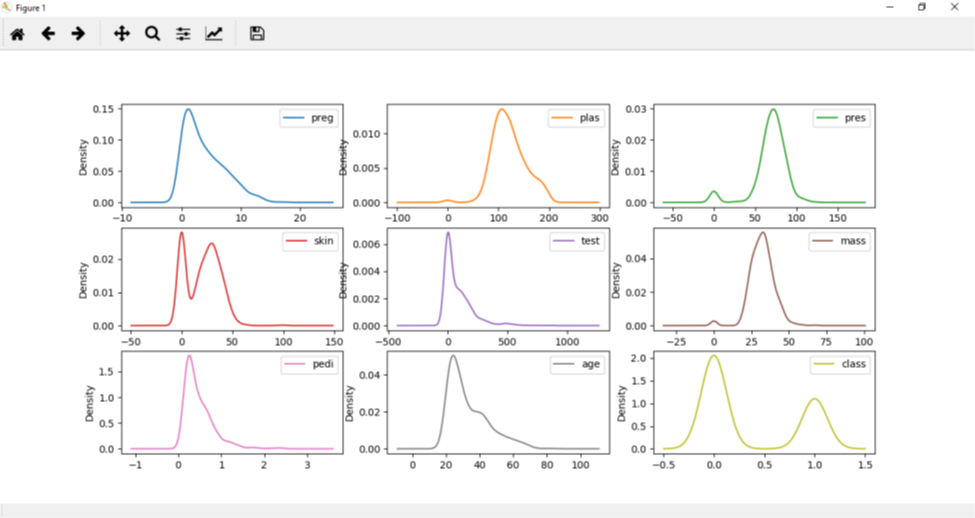 Figure 1
0.15
0.10
0.05
0.00
Density
preg
−10 0 10 20
0.010
0.005
0.000
Density
plas
−100 0 100 200 300
0.03
0.02
0.01
0.00
Density
pres
−50 0 50 100 150
0.02
0.01
0.00
Density
skin
−50 0 50 100 150
0.006
0.004
0.002
0.000
Density
test
−500 0 500 1000
0.04
0.02
0.00
Density
mass
−25 0 25 50 75 100
1.5
1.0
0.5
0.0
Density
pedi
−1 0 1 2 3
0.04
0.02
0.00
Density
age
0 20 40 60 80 100
2.0
1.5
1.0
0.5
0.0
Density
class
−0.5 0.0 0.5 1.0 1.5